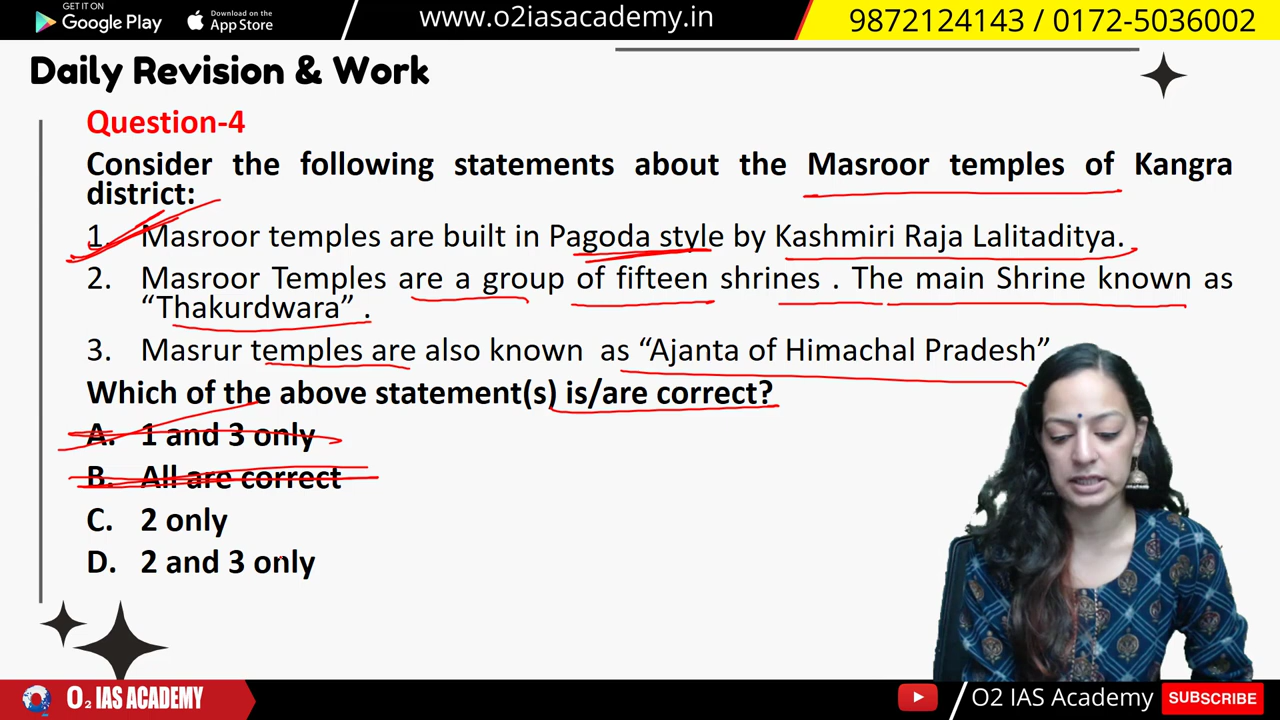 GET IT ON
Google Play
Download on the
App Store
www.o2iasacademy.in
9872124143 / 0172-5036002
Daily Revision & Work
Question-4
Consider the following statements about the Masroor temples of Kangra
district:
1. Masroor temples are built in Pagoda style by Kashmiri Raja Lalitaditya.
2. Masroor Temples are a group of fifteen shrines . The main Shrine known as
“Thakurdwara” .
3. Masrur temples are also known as “Ajanta of Himachal Pradesh”
Which of the above statement(s) is/are correct?
A. 1 and 3 only
B. All are correct
C. 2 only
D. 2 and 3 only
O2 IAS ACADEMY
O2 IAS Academy
SUBSCRIBE